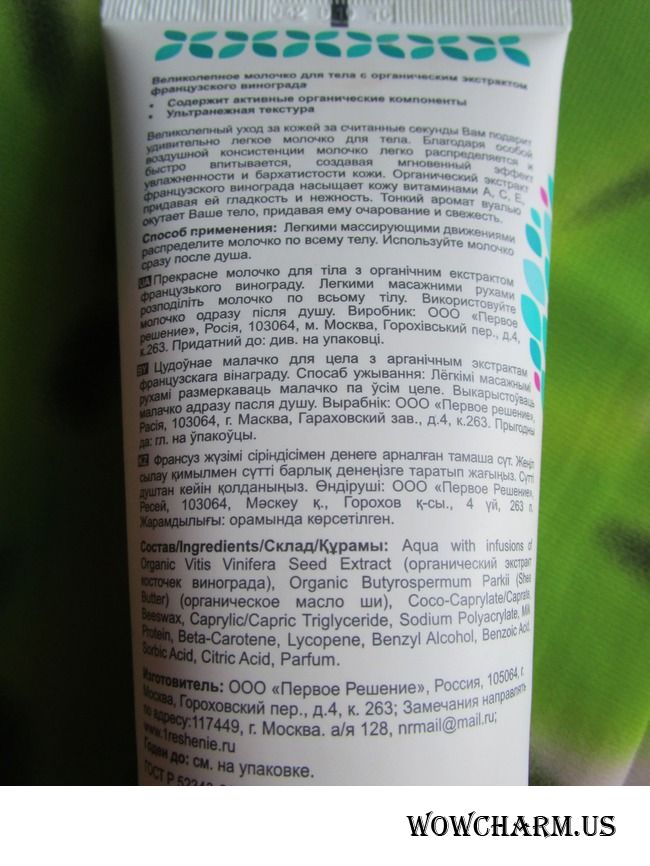 Великолепное молочко для тела с органическим экстрактом
французского винограда
• Содержит активные органические компоненты
• Ультранежная текстура
Великолепный уход за кожей за считанные секунды Вам подарит
удивительно легкое молочко для тела. Благодаря особой
воздушной консистенции молочко легко распределяется и
быстро впитывается, создавая мгновенный эффект
увлажненности и бархатистости кожи. Органический экстракт
французского винограда насыщает кожу витаминами А, С, Е,
придавая ей гладкость и нежность. Тонкий аромат вуалью
окутает Ваше тело, придавая ему очарование и свежесть.
Способ применения: Легкими массирующими движениями
распределите молочко по всему телу. Используйте молочко
сразу после душа.
UA Прекрасне молочко для тіла з органічним екстрактом
французького винограду. Легкими масажними рухами
розподіліть молочко по всьому тілу. Використовуйте
молочко одразу після душу. Виробник: ООО «Первое
решение», Росія, 103064, м. Москва, Горохівський пер., д.4,
к.263. Придатний до: див. на упаковці.
BY Цудоўнае малачко для цела з арганічным экстрактам
французскага вінаграду. Спосаб ужывання: Лёгкімі масажнымі
рухамі размеркаваць малачко па ўсім целе. Выкарыстоўваць
малачко адразу пасля душу. Вырабнік: ООО «Первое решение»,
Расія, 103064, г. Масква, Гараховский зав., д.4, к.263. Прыгодны
да: гл. на ўпакоўцы.
KZ Француз жүзімі сіріндісімен денеге арналған тамаша сүт. Жеңіл
сылау қимылмен сүтті барлық денеңізге таратып жағыңыз. Сүтті
душтан кейін қолданыңыз. Өндіруші: ООО «Первое Решение»,
Ресей, 103064, Мәскеу қ., Горохов қ-сы., 4 үй, 263 п.
Жарамдылығы: орамында көрсетілген.
Состав/Ingredients/Склад/Құрамы: Aqua with infusions of
Organic Vitis Vinifera Seed Extract (органический экстракт
косточек винограда), Organic Butyrospermum Parkii (Shea
Butter) (органическое масло ши), Coco-Caprylate/Caprate,
Beeswax, Caprylic/Capric Triglyceride, Sodium Polyacrylate, Milk
Protein, Beta-Carotene, Lycopene, Benzyl Alcohol, Benzoic Acid,
Sorbic Acid, Citric Acid, Parfum.
Изготовитель: ООО «Первое Решение», Россия, 105064, г.
Москва, Гороховский пер., д.4, к. 263; Замечания направлять
по адресу:117449, г. Москва. а/я 128, nrmail@mail.ru;
www.1reshenie.ru
Годен до: см. на упаковке.
ГОСТ Р
WOWCHARM.US